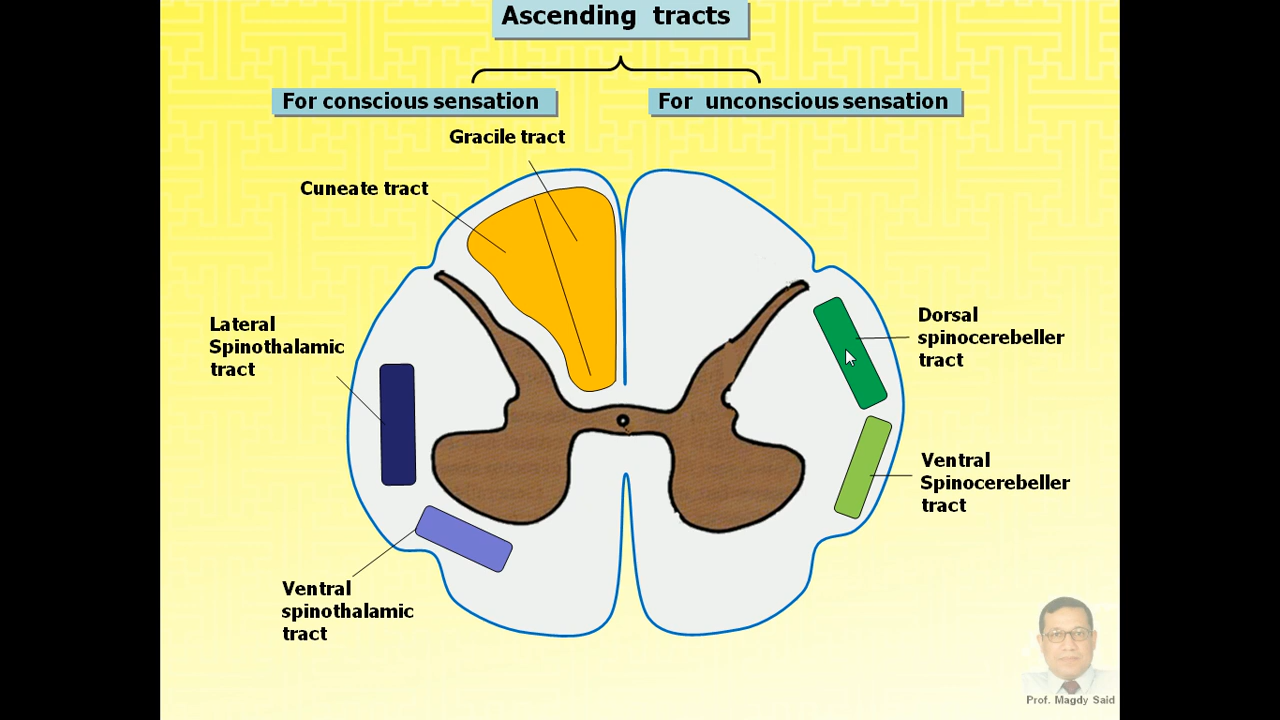 Ascending tracts
For conscious sensation
For unconscious sensation
Gracile tract
Cuneate tract
Lateral
Spinothalamic
tract
Dorsal
spinocerebeller
tract
Ventral
Spinocerebeller
tract
Ventral
spinothalamic
tract
Prof. Magdy Said